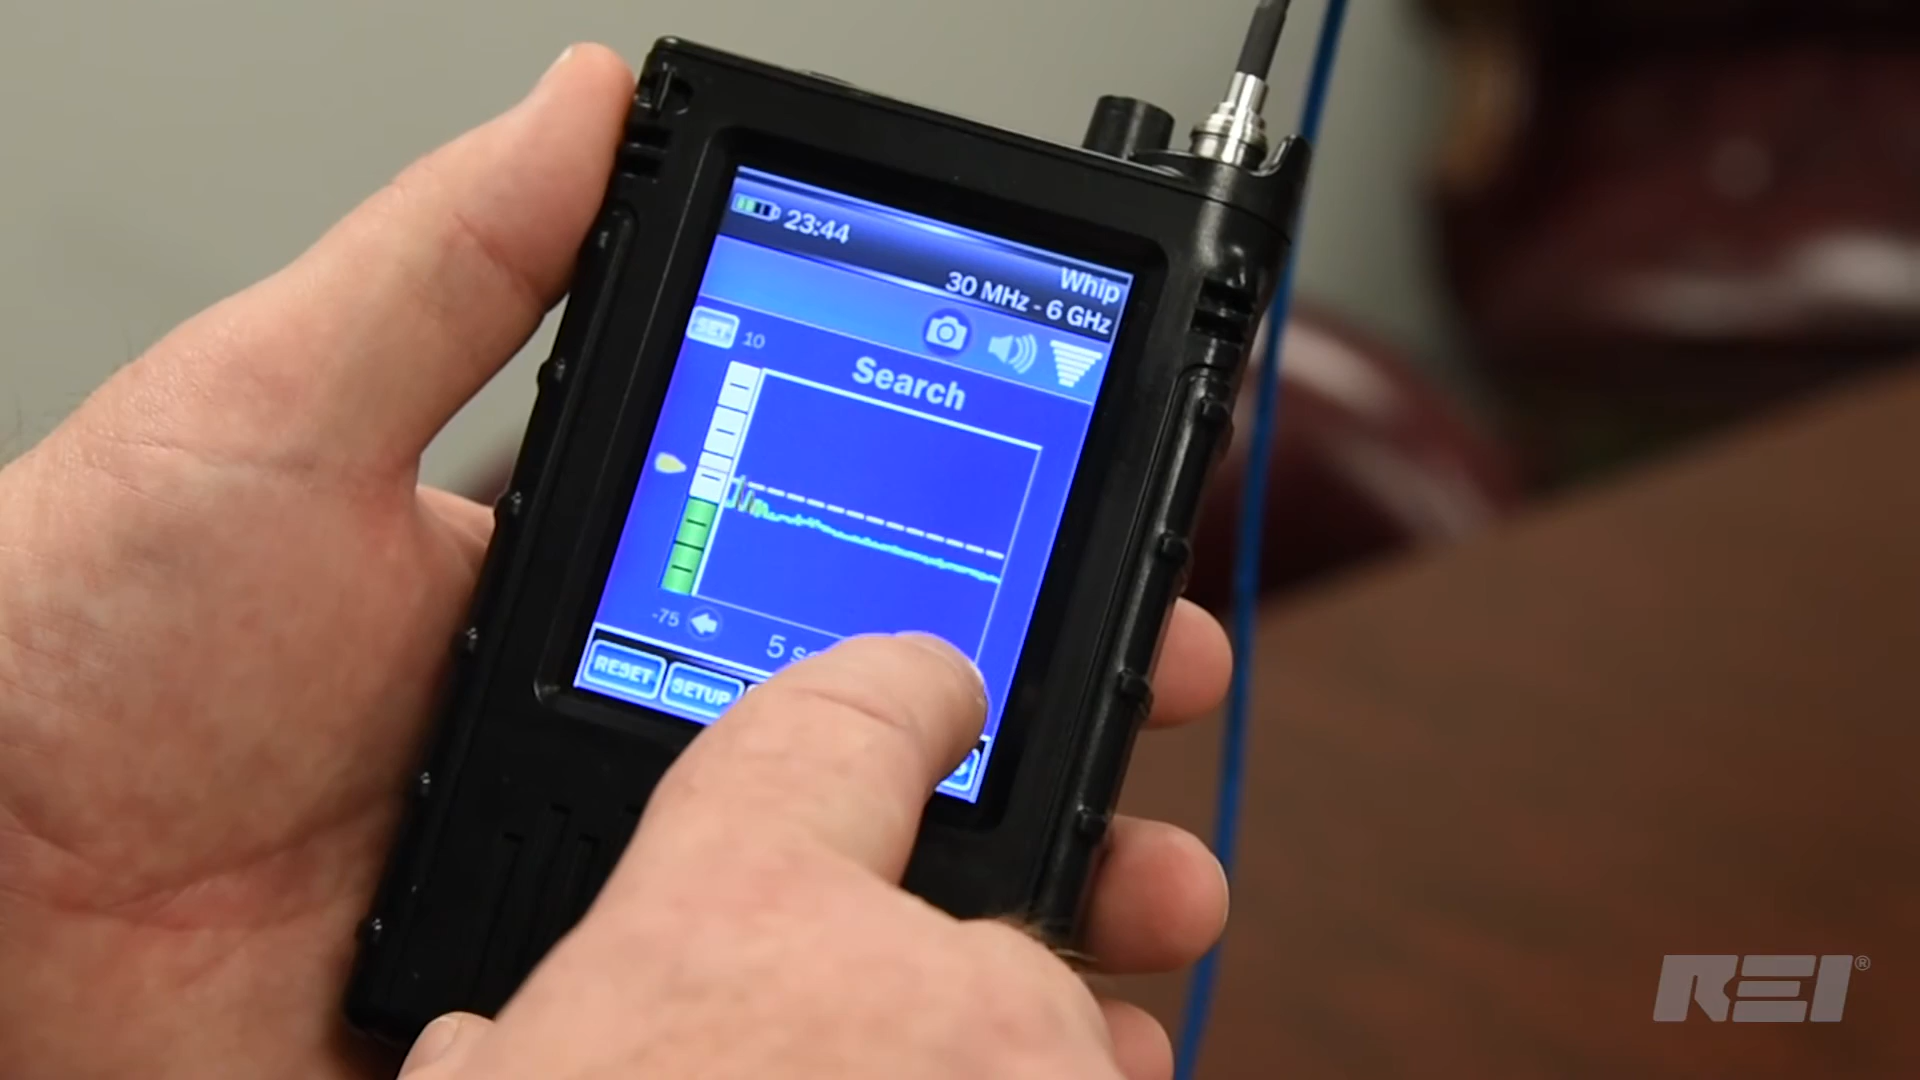 23:44
Whip
30 MHz - 6 GHz
SET
10
Search
-75
5
RESET
SETUP
REI®